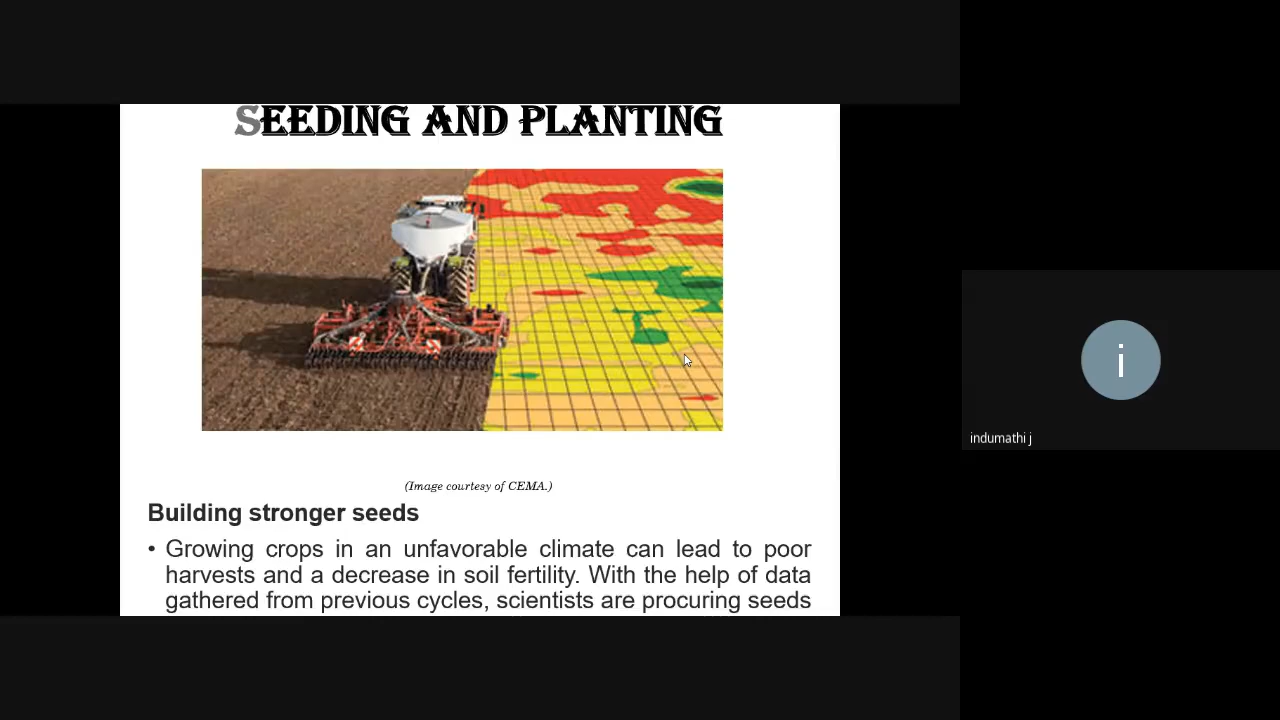 SEEDING AND PLANTING
(Image courtesy of CEMA.)
Building stronger seeds
• Growing crops in an unfavorable climate can lead to poor
harvests and a decrease in soil fertility. With the help of data
gathered from previous cycles, scientists are procuring seeds
i
indumathi j